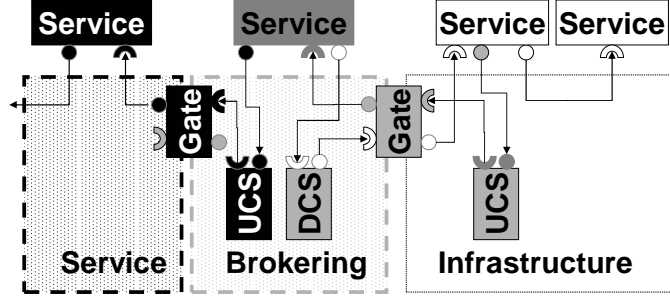 Service
Service
Service
Service
Gate
Gate
UCS
DCS
UCS
Service
Brokering
Infrastructure